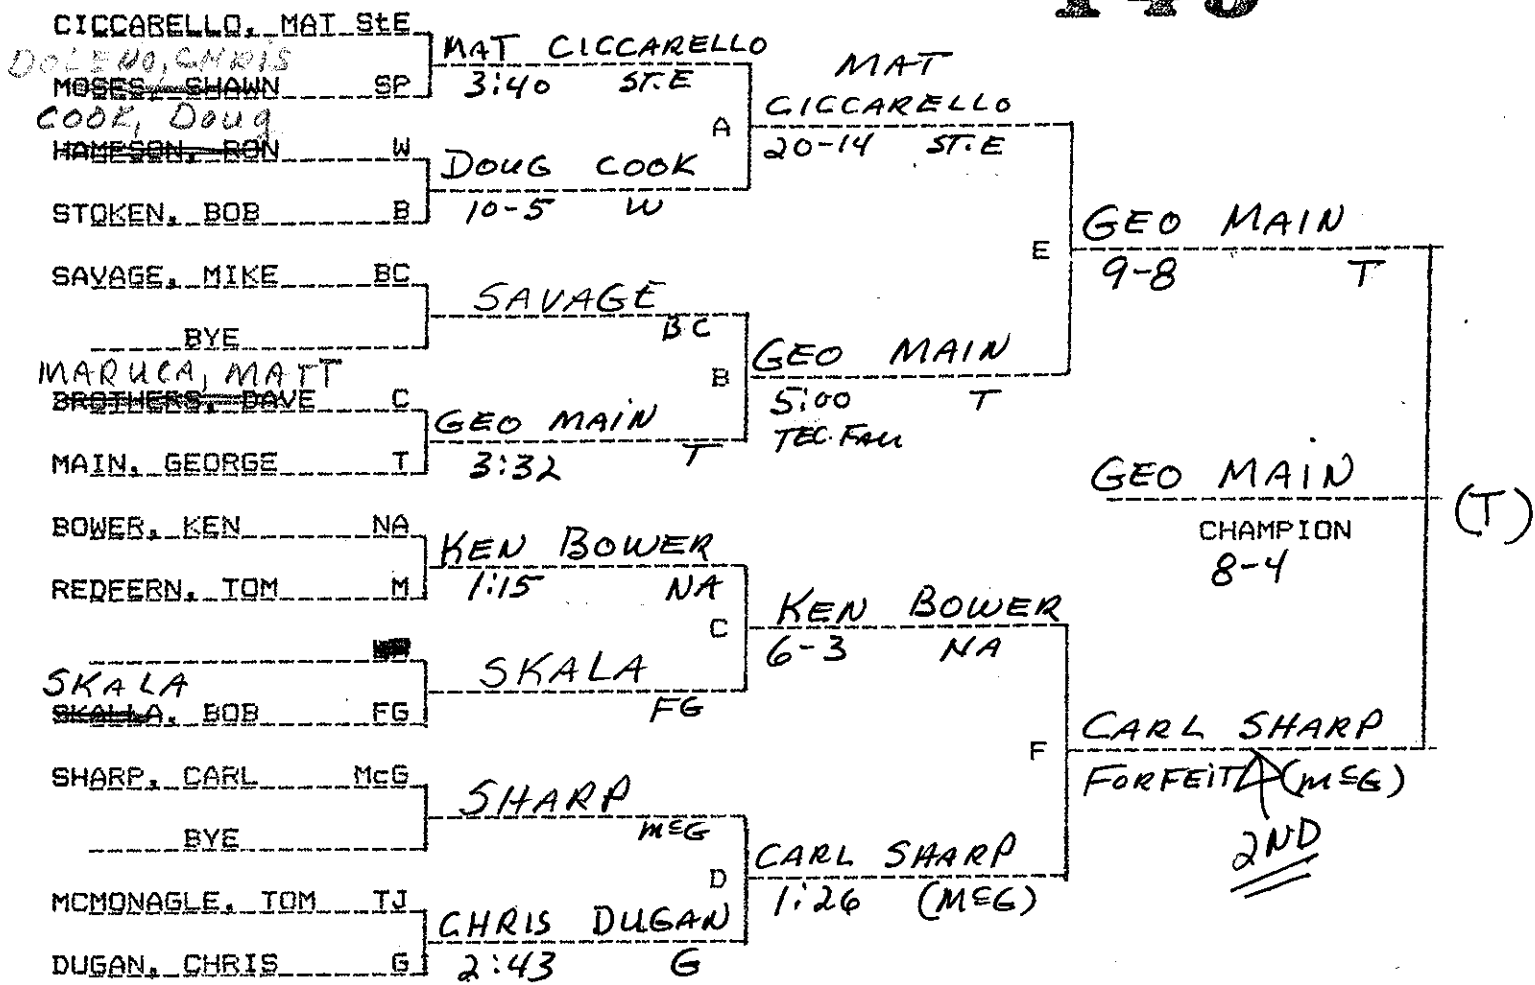 145
CICCARELLO, MAT StE
DOLENO, CHRIS
MOSES, SHAWN SP
COOK, Doug
HAMESON, RON W
STOKEN, BOB B
SAVAGE, MIKE BC
BYE
MARUCA, MATT
BROTHERS, DAVE C
MAIN, GEORGE T
BOWER, KEN NA
REDFERN, TOM M
SKALA
SKALLA, BOB FG
SHARP, CARL McG
BYE
MCMONAGLE, TOM TJ
DUGAN, CHRIS G
MAT CICCARELLO
3:40 ST.E
DOUG COOK
10-5 W
SAVAGE
BC
GEO MAIN
3:32 T
KEN BOWER
1:15 NA
SKALA
FG
SHARP
McG
CHRIS DUGAN
2:43 G
A
MAT
CICCARELLO
20-14 ST.E
B
GEO MAIN
5:00 T
TEC. FALL
C
KEN BOWER
6-3 NA
D
CARL SHARP
1:26 (McG)
E
GEO MAIN
9-8 T
F
CARL SHARP
FORFEIT (McG)
2ND
GEO MAIN
(T)
CHAMPION
8-4